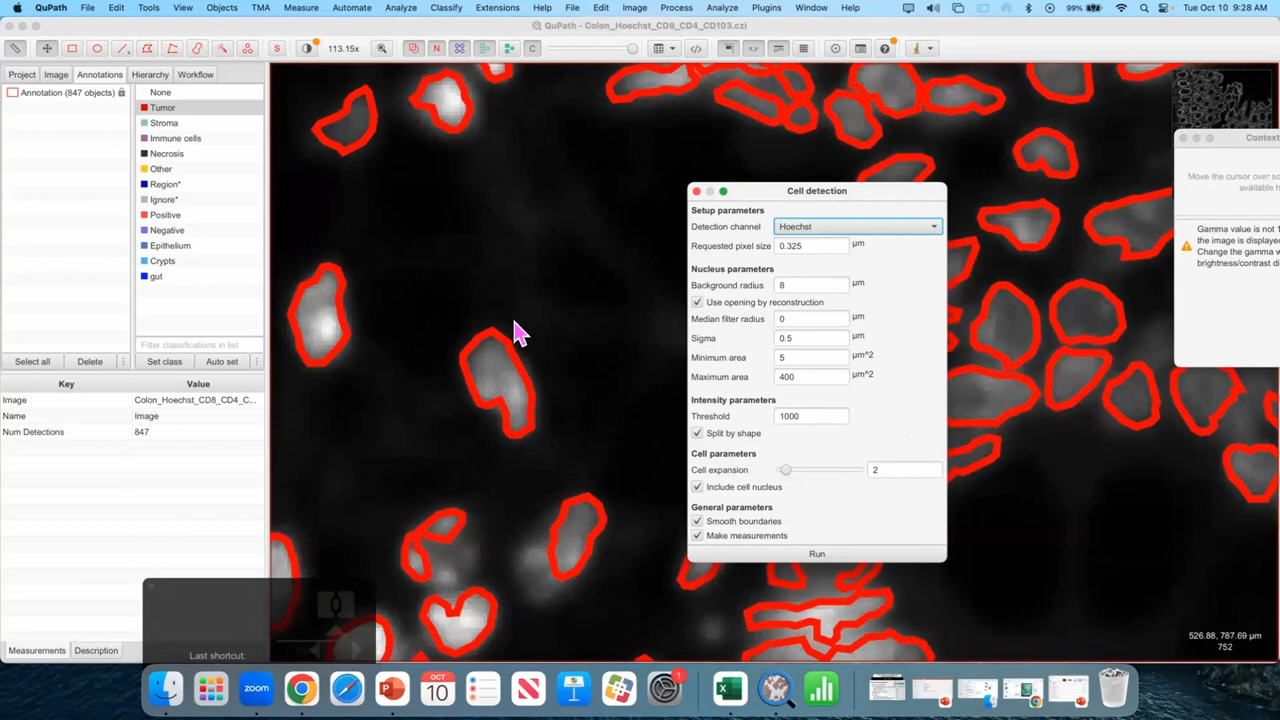 QuPath File Edit Tools View Objects TMA Measure Automate Analyze Classify Extensions Help File Edit Image Process Analyze Plugins Window 99% Tue Oct 10 9:28 AM
QuPath - Colon_Hoechst_CD8_CD4_CD103.czi
113.15x S N C x,y µm
Project Image Annotations Hierarchy Workflow
Annotation (847 objects)
None
Tumor
Stroma
Immune cells
Necrosis
Other
Region*
Ignore*
Positive
Negative
Epithelium
Crypts
gut
Filter classifications in list
Select all Delete Set class Auto set
Key Value
Image Colon_Hoechst_CD8_CD4_C...
Name Image
Num Detections 847
Measurements Description
Last shortcut:
Cell detection
Setup parameters
Detection channel Hoechst
Requested pixel size 0.325 µm
Nucleus parameters
Background radius 8 µm
Use opening by reconstruction
Median filter radius 0 µm
Sigma 0.5 µm
Minimum area 5 µm^2
Maximum area 400 µm^2
Intensity parameters
Threshold 1000
Split by shape
Cell parameters
Cell expansion 2
Include cell nucleus
General parameters
Smooth boundaries
Make measurements
Run
Context
Move the cursor over so
available h
Gamma value is not 1
the image is displayed
Change the gamma w
brightness/contrast di
526.88, 787.69 µm
752
zoom
OCT
10
1